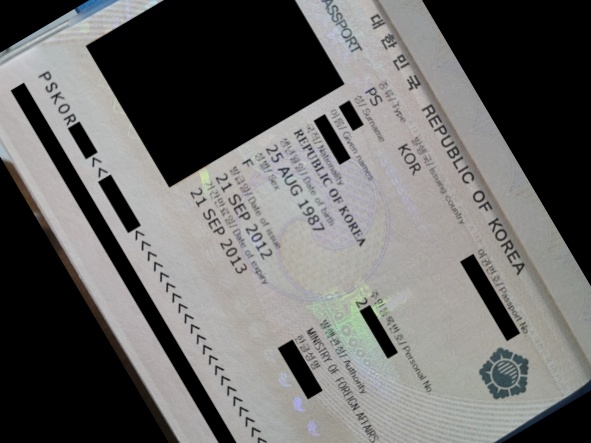 대한민국 REPUBLIC OF KOREA
PASSPORT
종류/Type 발행국/Issuing country 여권번호/Passport No.
PS KOR
성/Surname
이름/Given names
국적/Nationality
REPUBLIC OF KOREA
생년월일/Date of birth 주민등록번호/Personal No.
25 AUG 1987 2
성별/Sex 발행관청/Authority
F MINISTRY OF FOREIGN AFFAIRS
발급일/Date of issue 한글성명
21 SEP 2012
기간만료일/Date of expiry
21 SEP 2013
PSKOR << <<<<<<<<<<<<<<<<<<<